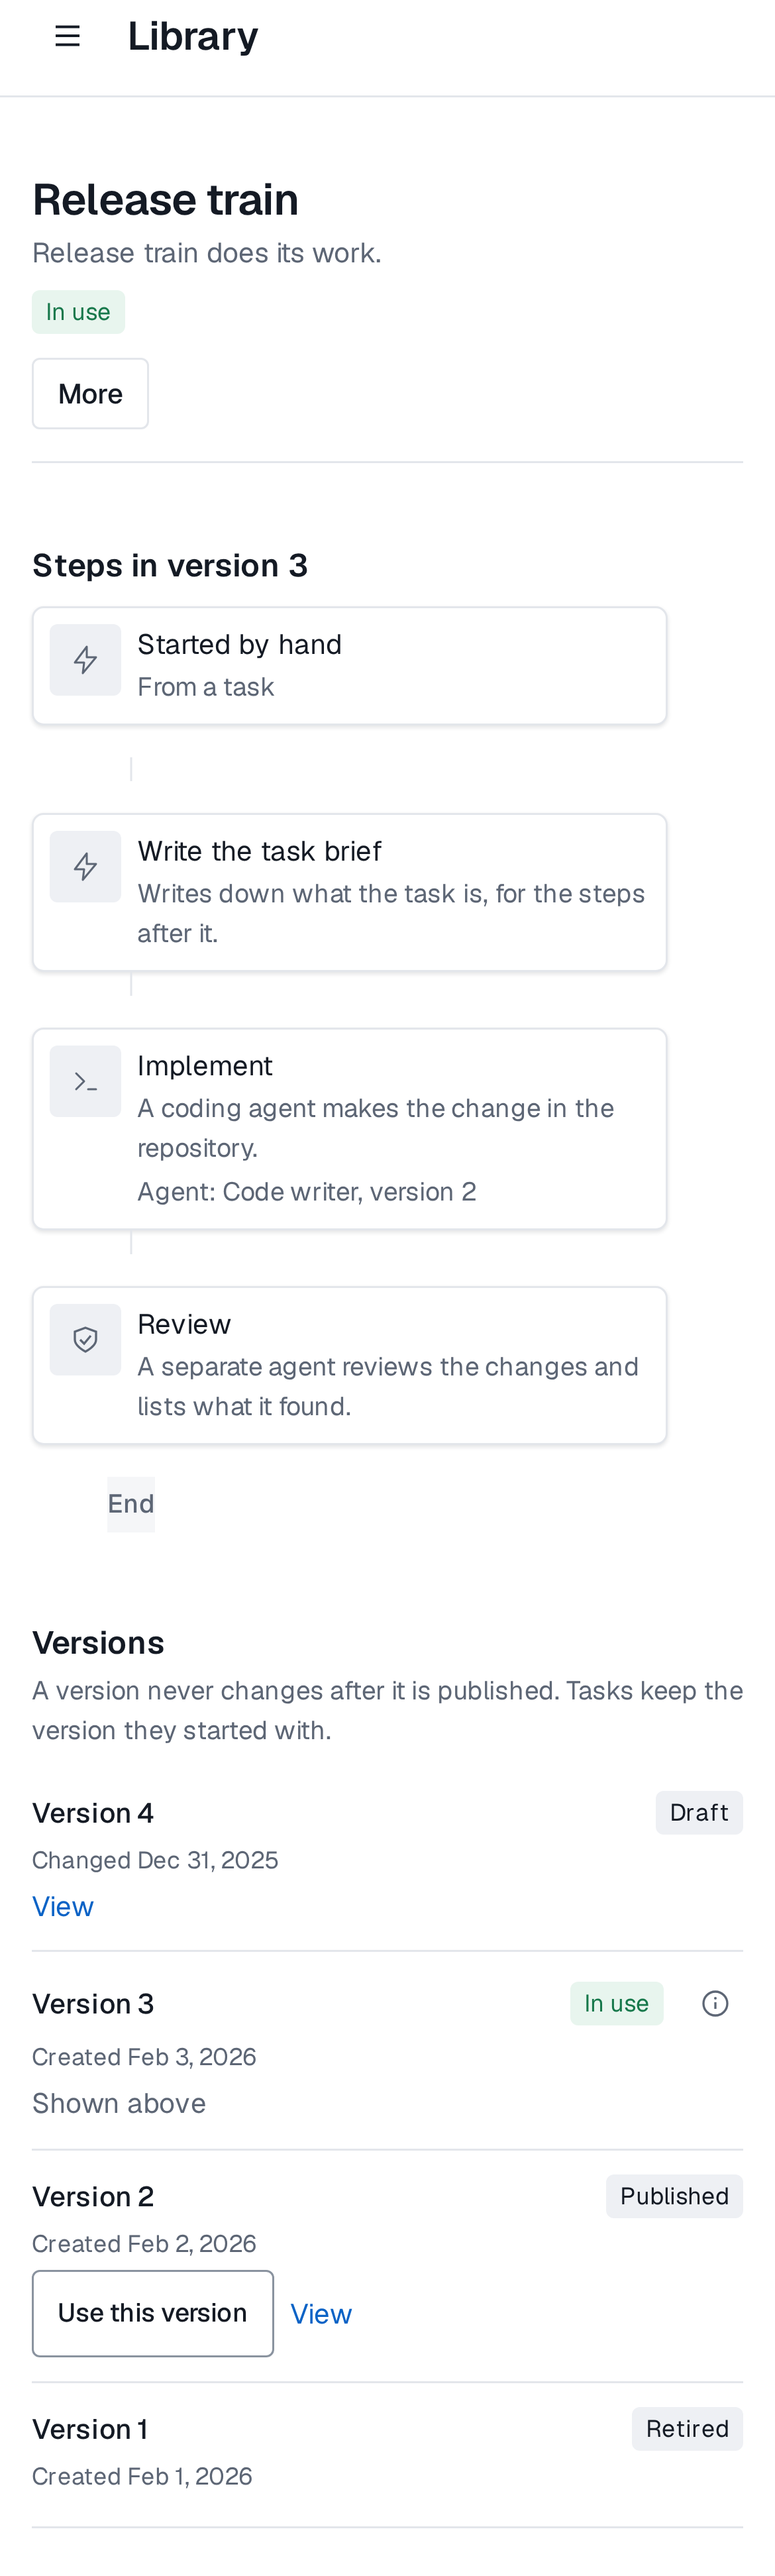 Library
Release train
Release train does its work.
In use
More
Steps in version 3
Started by hand
From a task
Write the task brief
Writes down what the task is, for the steps
after it.
Implement
A coding agent makes the change in the
repository.
Agent: Code writer, version 2
Review
A separate agent reviews the changes and
lists what it found.
End
Versions
A version never changes after it is published. Tasks keep the
version they started with.
Version 4
Draft
Changed Dec 31, 2025
View
Version 3
In use
Created Feb 3, 2026
Shown above
Version 2
Published
Created Feb 2, 2026
Use this version
View
Version 1
Retired
Created Feb 1, 2026